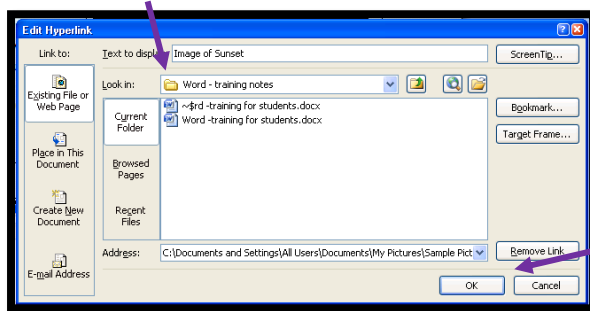 Edit Hyperlink
Link to:
Text to displ
Image of Sunset
ScreenTip...
Existing File or
Web Page
Look in:
Word - training notes
Current
Folder
~$rd -training for students.docx
Word -training for students.docx
Bookmark...
Target Frame...
Place in This
Document
Browsed
Pages
Create New
Document
Recent
Files
Address:
C:\Documents and Settings\All Users\Documents\My Pictures\Sample Pict
Remove Link
E-mail Address
OK
Cancel